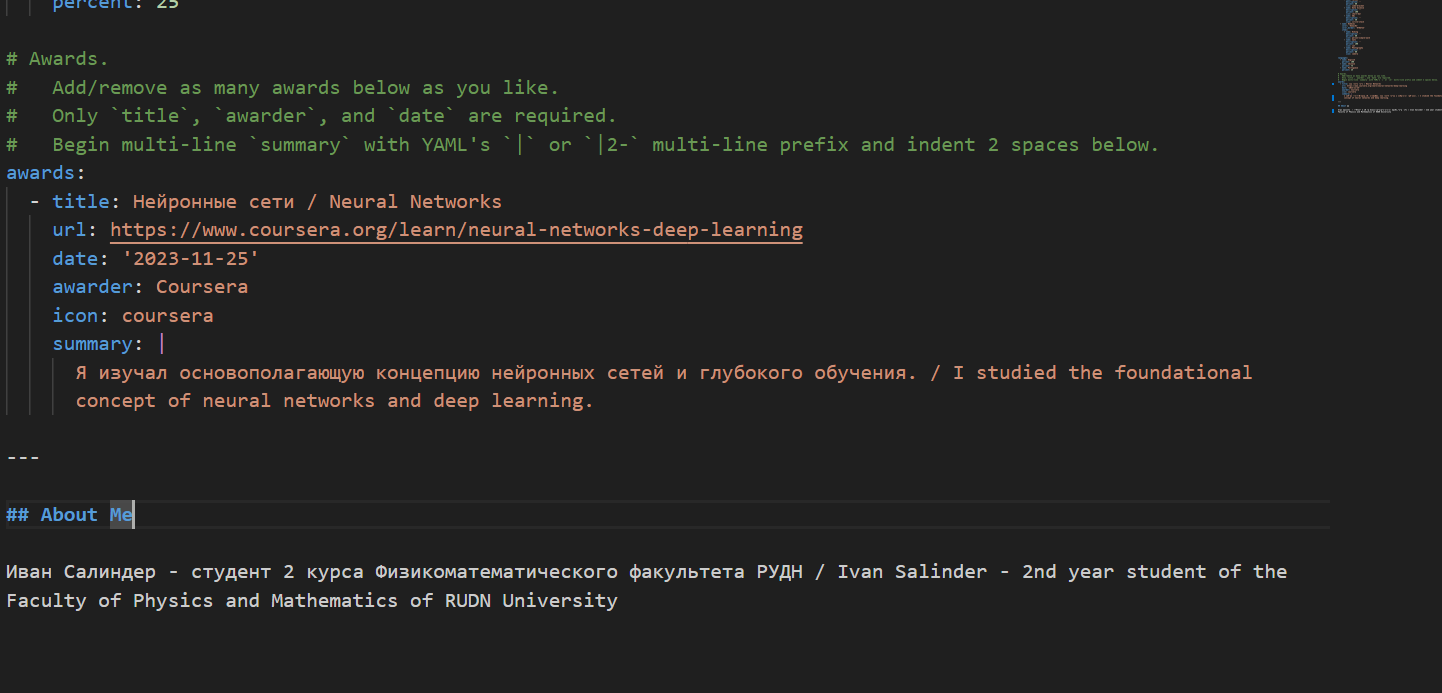 percent: 25
# Awards.
#   Add/remove as many awards below as you like.
#   Only `title`, `awarder`, and `date` are required.
#   Begin multi-line `summary` with YAML's `|` or `|2-` multi-line prefix and indent 2 spaces below.
awards:
  - title: Нейронные сети / Neural Networks
    url: https://www.coursera.org/learn/neural-networks-deep-learning
    date: '2023-11-25'
    awarder: Coursera
    icon: coursera
    summary: |
      Я изучал основополагающую концепцию нейронных сетей и глубокого обучения. / I studied the foundational
      concept of neural networks and deep learning.
---
## About Me
Иван Салиндер - студент 2 курса Физикоматематического факультета РУДН / Ivan Salinder - 2nd year student of the
Faculty of Physics and Mathematics of RUDN University